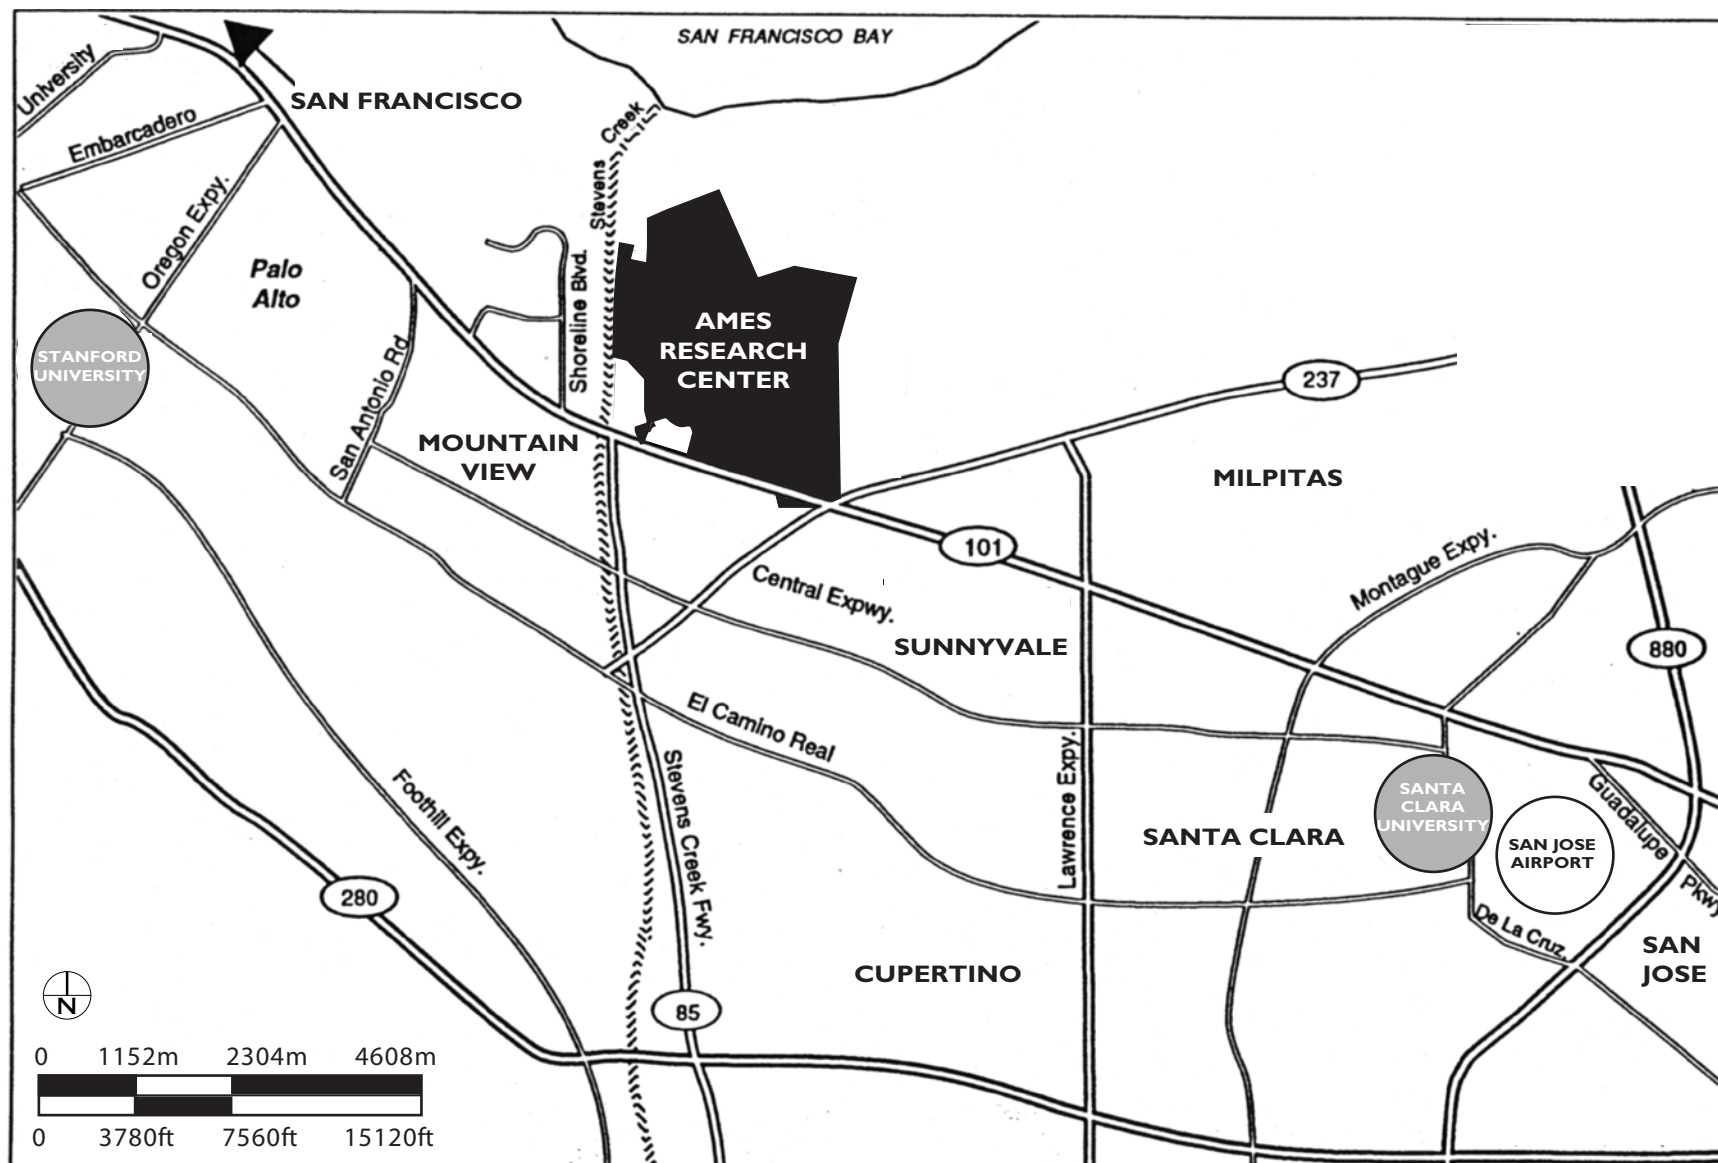 SAN FRANCISCO BAY
University
SAN FRANCISCO
Embarcadero
Stevens
Creek
Oregon Expy.
Palo
Alto
Shoreline Blvd.
AMES
RESEARCH
CENTER
STANFORD
UNIVERSITY
San Antonio Rd
237
MOUNTAIN
VIEW
MILPITAS
101
Central Expwy.
Montague Expy.
SUNNYVALE
880
El Camino Real
Stevens Creek Fwy.
Lawrence Expy.
Foothill Expy.
SANTA
CLARA
UNIVERSITY
Guadalupe
Pkwy
SANTA CLARA
SAN JOSE
AIRPORT
280
De La Cruz
SAN
JOSE
CUPERTINO
85
N
0 1152m 2304m 4608m
0 3780ft 7560ft 15120ft